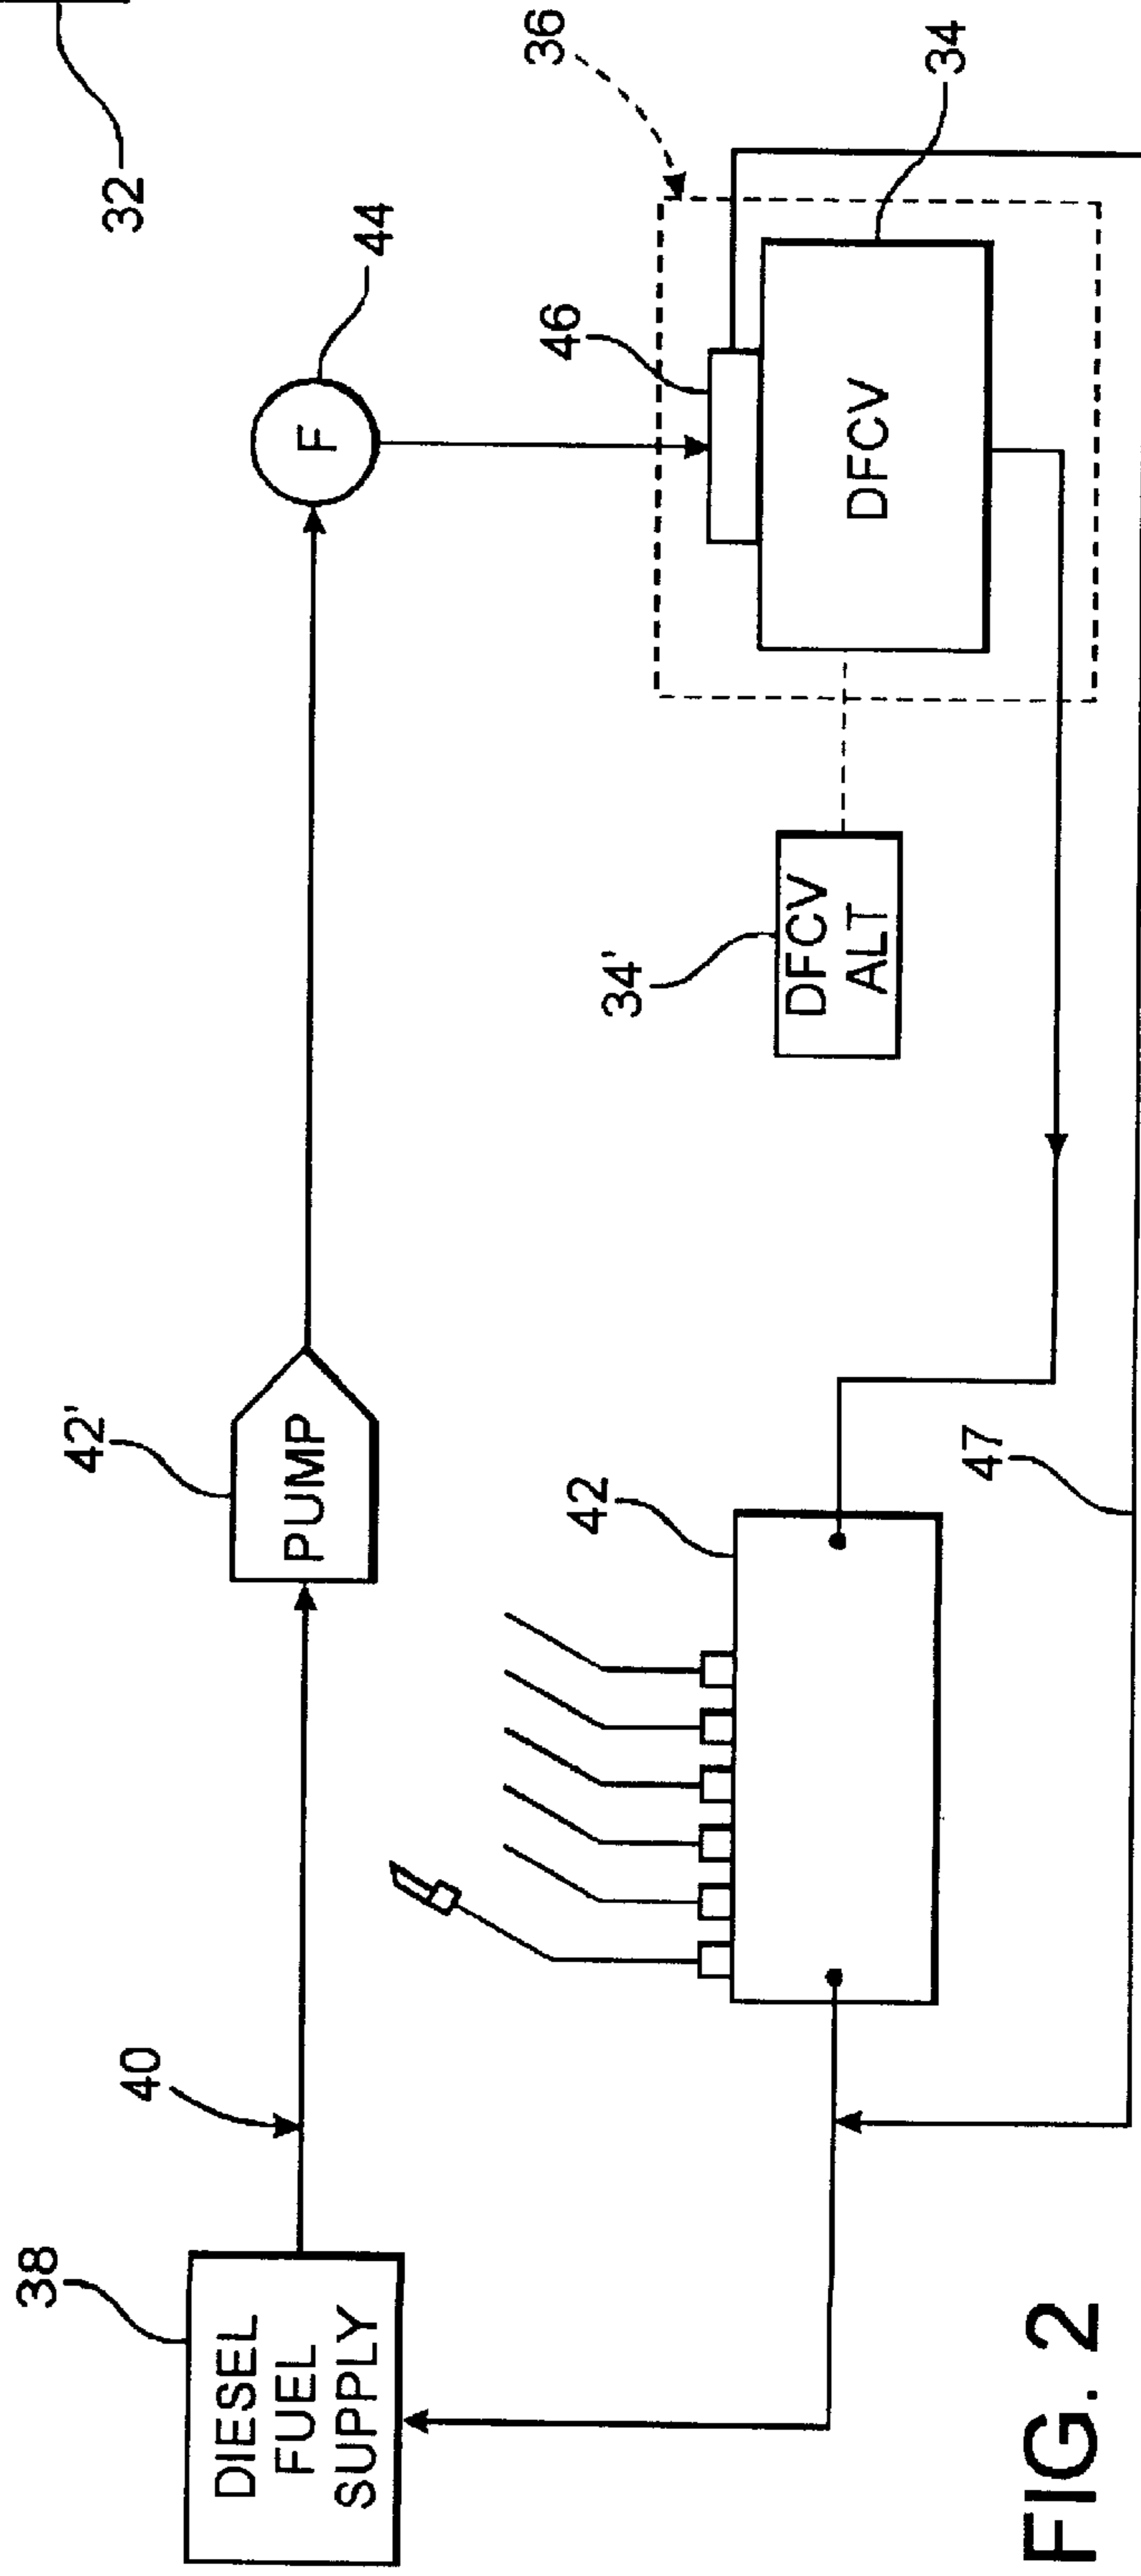 32
36
34
44
46
F
DFCV
34'
DFCV
ALT
42'
PUMP
42
47
40
38
DIESEL
FUEL
SUPPLY
FIG. 2